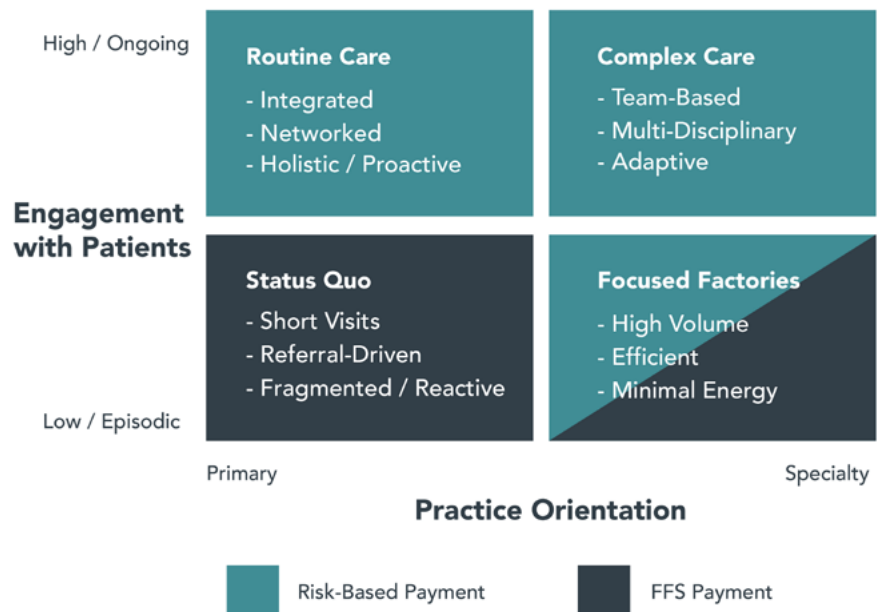 High / Ongoing
Routine Care
- Integrated
- Networked
- Holistic / Proactive
Complex Care
- Team-Based
- Multi-Disciplinary
- Adaptive
Engagement
with Patients
Status Quo
- Short Visits
- Referral-Driven
- Fragmented / Reactive
Focused Factories
- High Volume
- Efficient
- Minimal Energy
Low / Episodic
Primary
Specialty
Practice Orientation
Risk-Based Payment
FFS Payment